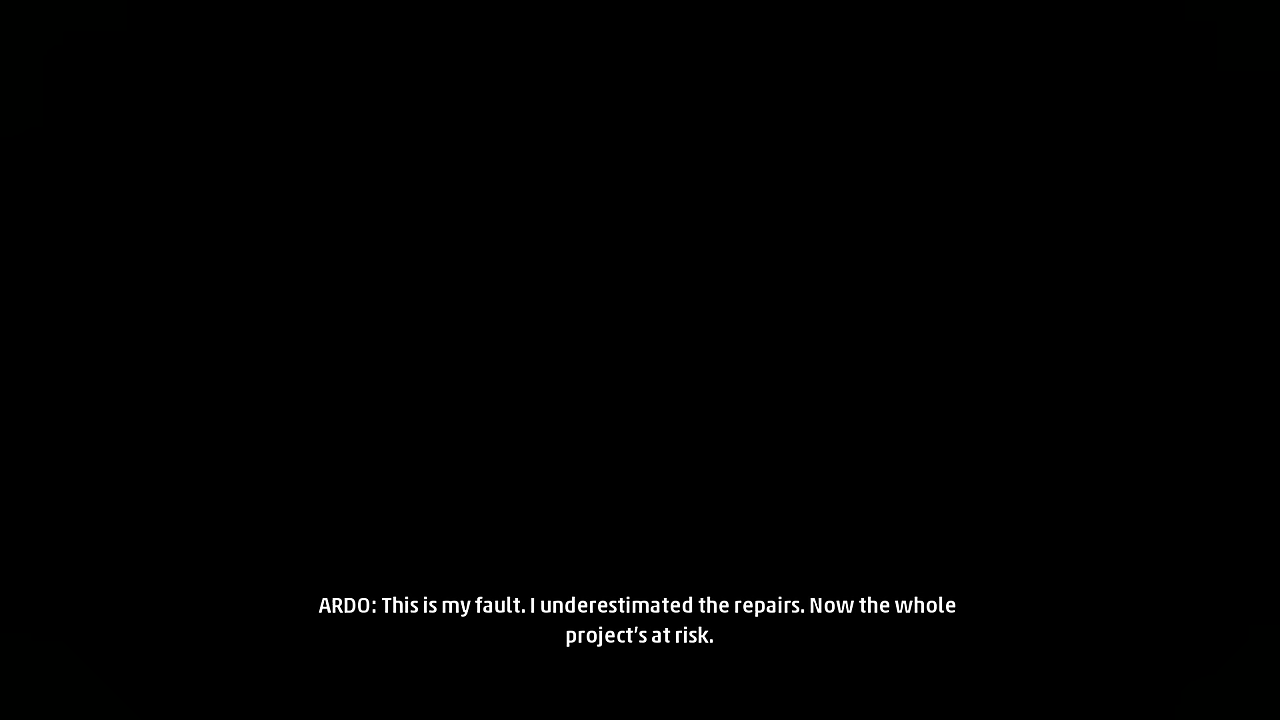 ARDO: This is my fault. I underestimated the repairs. Now the whole
project's at risk.